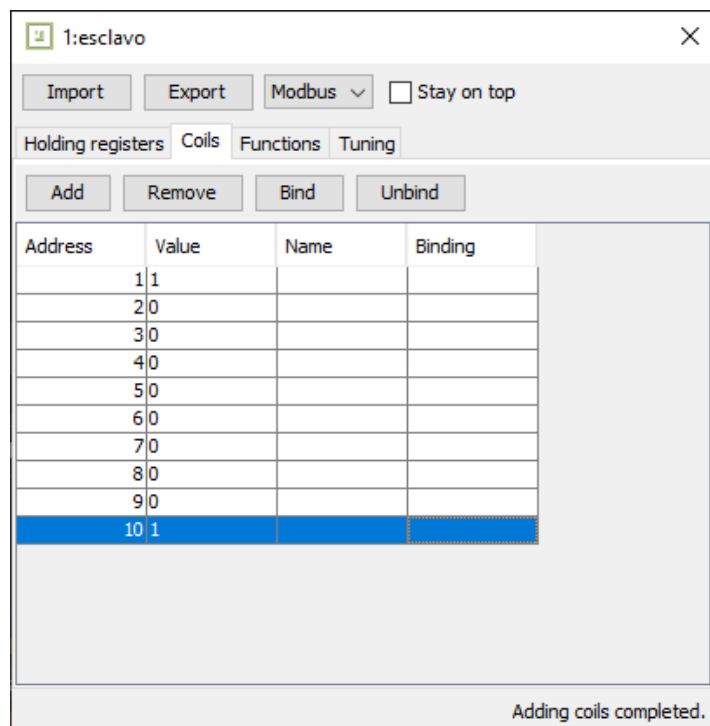 1:esclavo
Import Export Modbus Stay on top
Holding registers Coils Functions Tuning
Add Remove Bind Unbind
Address Value Name Binding
1 1
2 0
3 0
4 0
5 0
6 0
7 0
8 0
9 0
10 1
Adding coils completed.